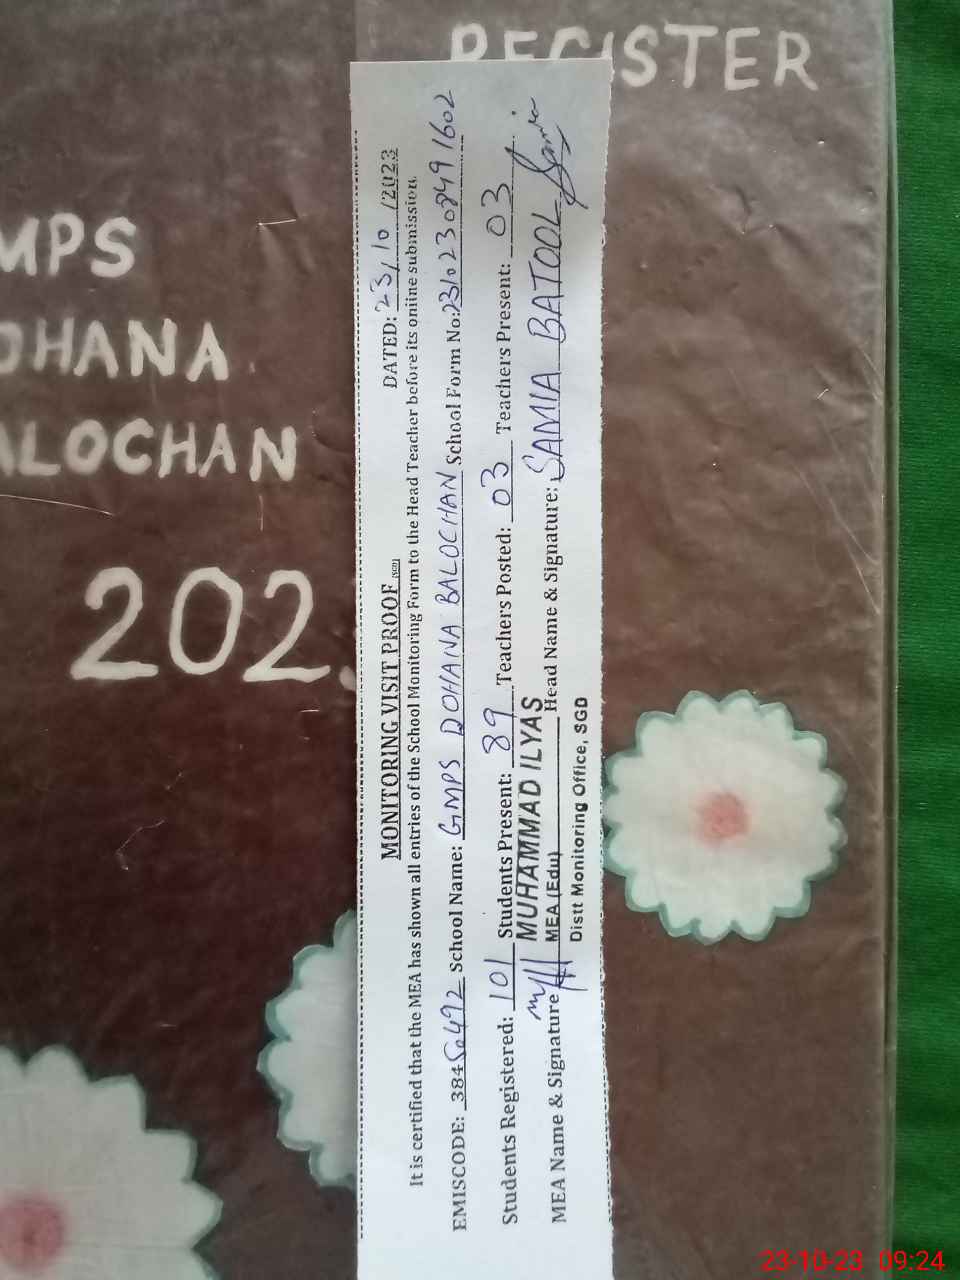 REGISTER
MPS
OHANA
ALOCHAN
202
MONITORING VISIT PROOF
DATED: 23/10/2023
It is certified that the MEA has shown all entries of the School Monitoring Form to the Head Teacher before its online submission.
EMISCODE: 38450492 School Name: GMPS DOHANA BALOCHAN School Form No:23102308491602
Students Registered: 101 Students Present: 89 Teachers Posted: 03 Teachers Present: 03
MUHAMMAD ILYAS
MEA Name & Signature MEA (Edu) Head Name & Signature: SAMIA BATOOL
Distt Monitoring Office, SGD
23-10-23 09:24